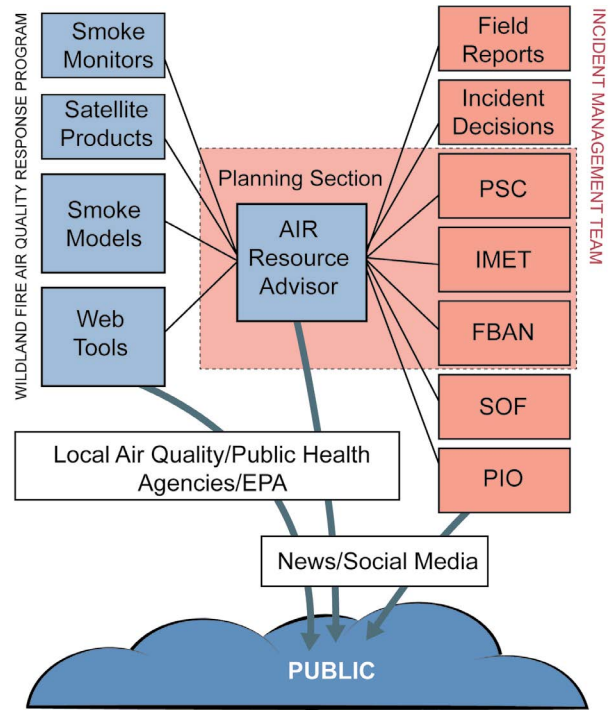 WILDLAND FIRE AIR QUALITY RESPONSE PROGRAM
Smoke
Monitors
Satellite
Products
Smoke
Models
Web
Tools
Planning Section
AIR
Resource
Advisor
Field
Reports
Incident
Decisions
PSC
IMET
FBAN
SOF
PIO
INCIDENT MANAGEMENT TEAM
Local Air Quality/Public Health
Agencies/EPA
News/Social Media
PUBLIC